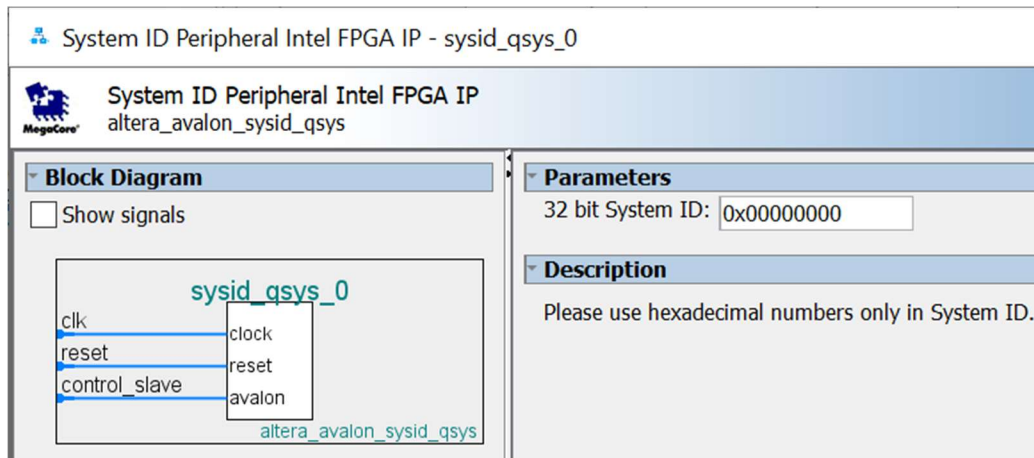 System ID Peripheral Intel FPGA IP - sysid_qsys_0
System ID Peripheral Intel FPGA IP
altera_avalon_sysid_qsys
MegaCore®
Block Diagram
Show signals
sysid_qsys_0
clk
clock
reset
reset
control_slave
avalon
altera_avalon_sysid_qsys
Parameters
32 bit System ID: 0x00000000
Description
Please use hexadecimal numbers only in System ID.